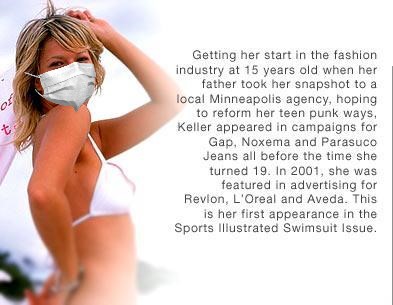 Getting her start in the fashion
industry at 15 years old when her
father took her snapshot to a
local Minneapolis agency, hoping
to reform her teen punk ways,
Keller appeared in campaigns for
Gap, Noxema and Parasuco
Jeans all before the time she
turned 19. In 2001, she was
featured in advertising for
Revlon, L'Oreal and Aveda. This
is her first appearance in the
Sports Illustrated Swimsuit Issue.
of